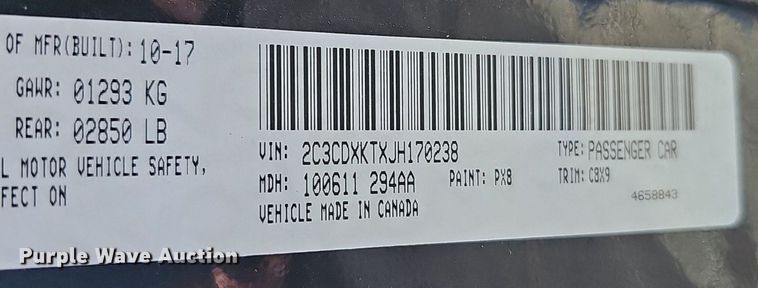 OF MFR(BUILT): 10-17
GAWR: 01293 KG
REAR: 02850 LB
L MOTOR VEHICLE SAFETY,
FECT ON
VIN: 2C3CDXKTXJH170238
TYPE: PASSENGER CAR
MDH: 100611 294AA
PAINT: PX8
TRIM: C8X9
VEHICLE MADE IN CANADA
4658843
Purple Wave Auction